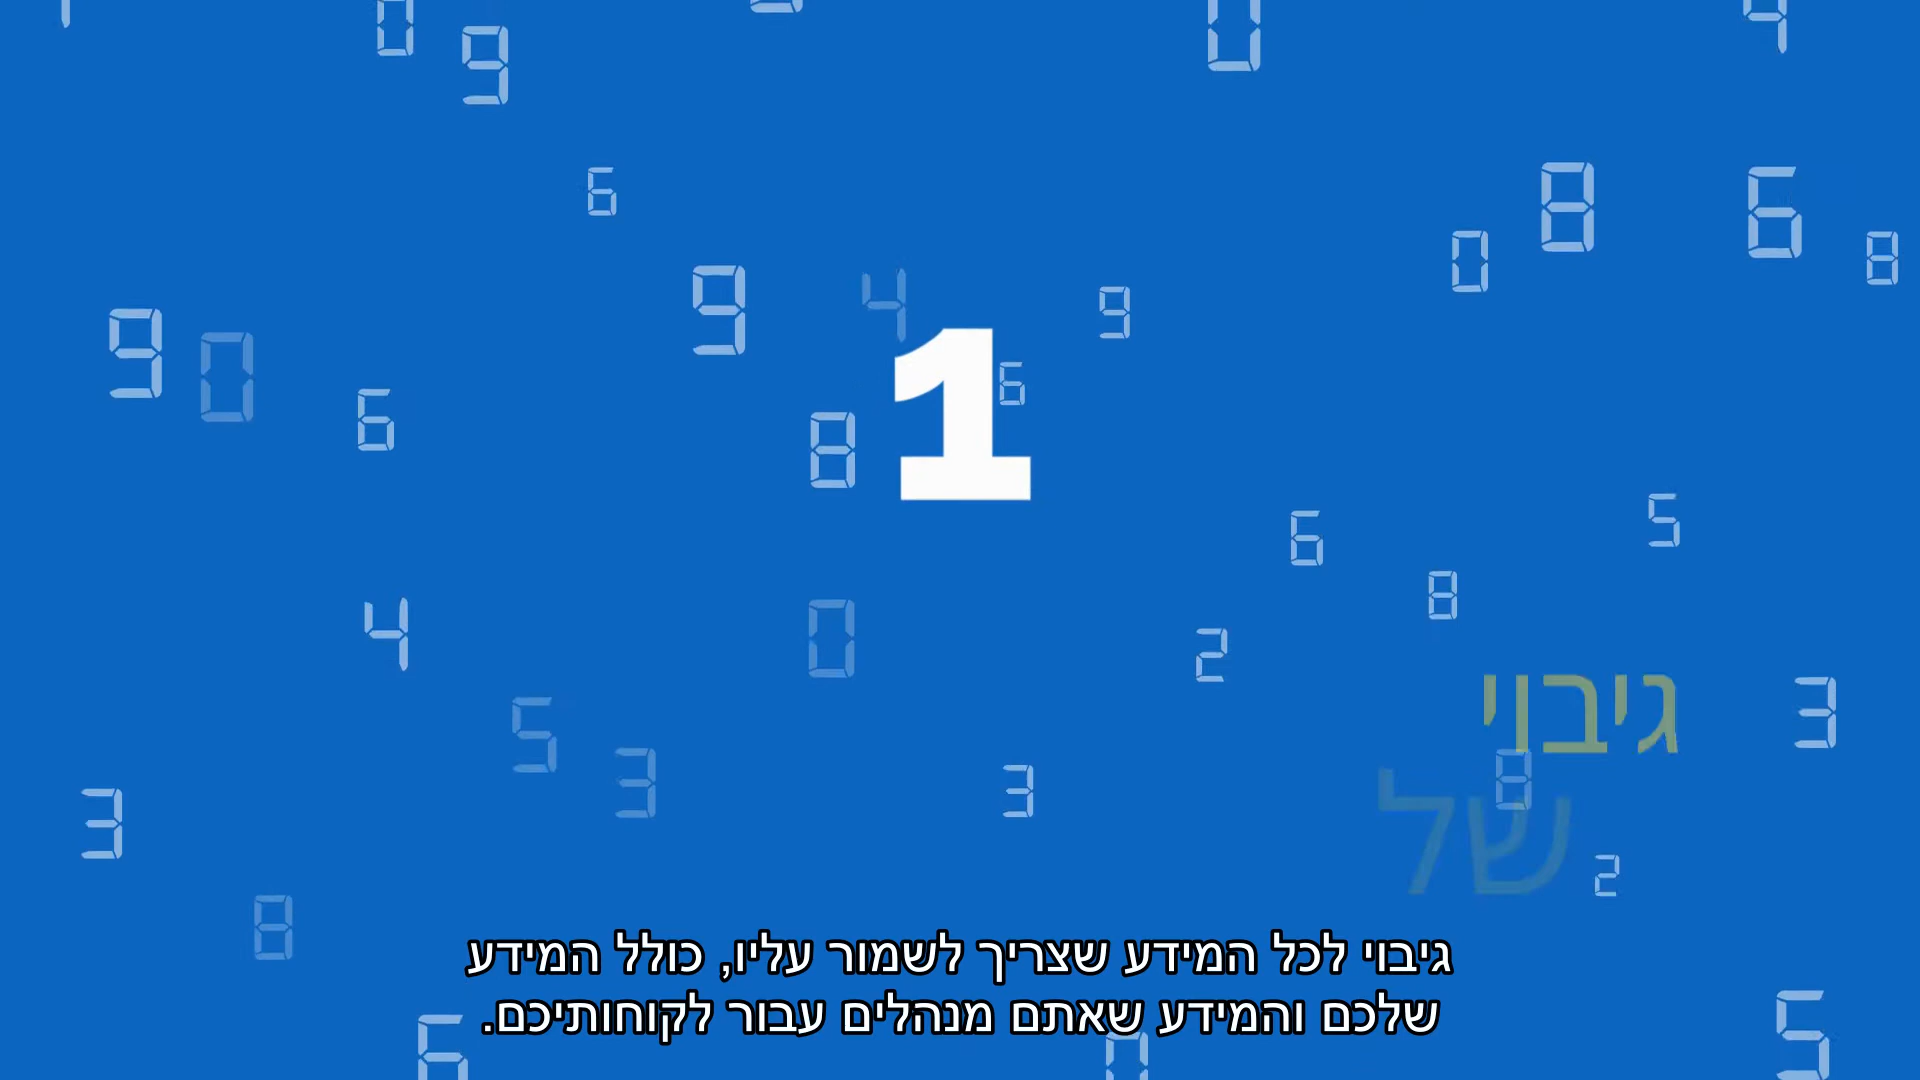 1
גיבוי
של
גיבוי לכל המידע שצריך לשמור עליו, כולל המידע
שלכם והמידע שאתם מנהלים עבור לקוחותיכם.